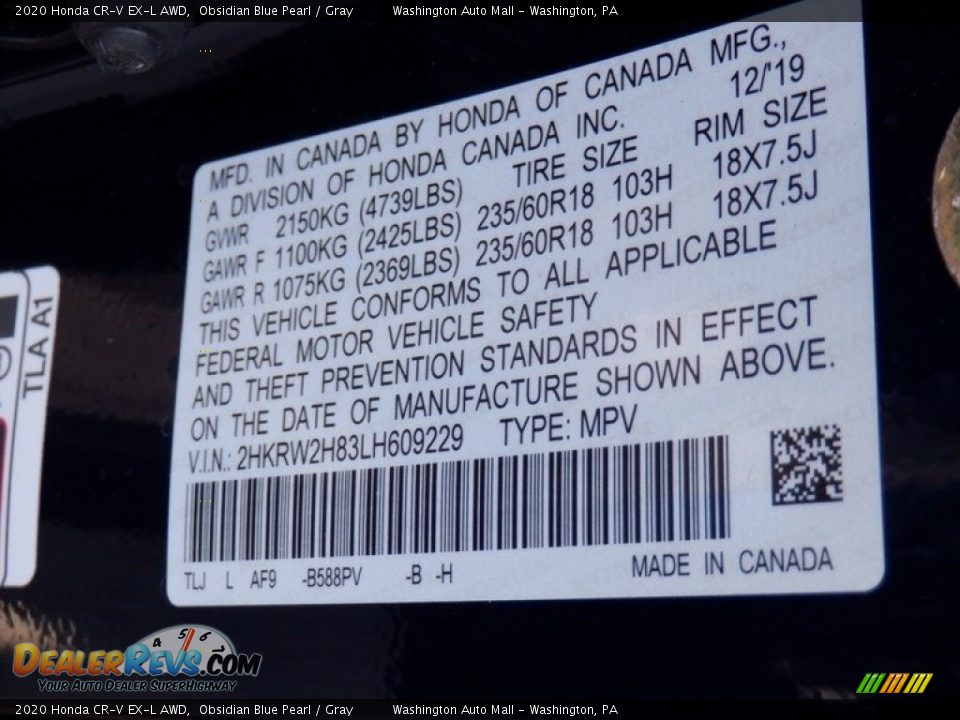 2020 Honda CR-V EX-L AWD,  Obsidian Blue Pearl / Gray    Washington Auto Mall - Washington, PA
MFD. IN CANADA BY HONDA OF CANADA MFG.,
A DIVISION OF HONDA CANADA INC. 12/'19
GVWR 2150KG (4739LBS) TIRE SIZE RIM SIZE
GAWR F 1100KG (2425LBS) 235/60R18 103H 18X7.5J
GAWR R 1075KG (2369LBS) 235/60R18 103H 18X7.5J
THIS VEHICLE CONFORMS TO ALL APPLICABLE
FEDERAL MOTOR VEHICLE SAFETY
AND THEFT PREVENTION STANDARDS IN EFFECT
ON THE DATE OF MANUFACTURE SHOWN ABOVE.
V.I.N.: 2HKRW2H83LH609229 TYPE: MPV
TLJ L AF9 -B588PV -B -H MADE IN CANADA
TLA A1
4 5 6
DEALERREVS.COM
YOUR AUTO DEALER SUPERHIGHWAY
2020 Honda CR-V EX-L AWD,  Obsidian Blue Pearl / Gray    Washington Auto Mall - Washington, PA